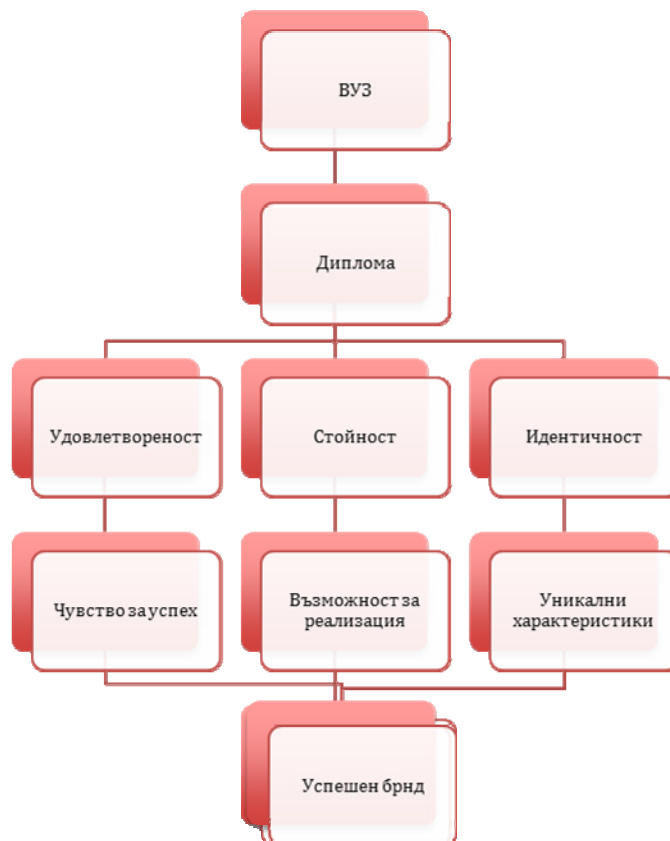 ВУЗ
Диплома
Удовлетвореност
Стойност
Идентичност
Чувство за успех
Възможност за
реализация
Уникални
характеристики
Успешен брнд